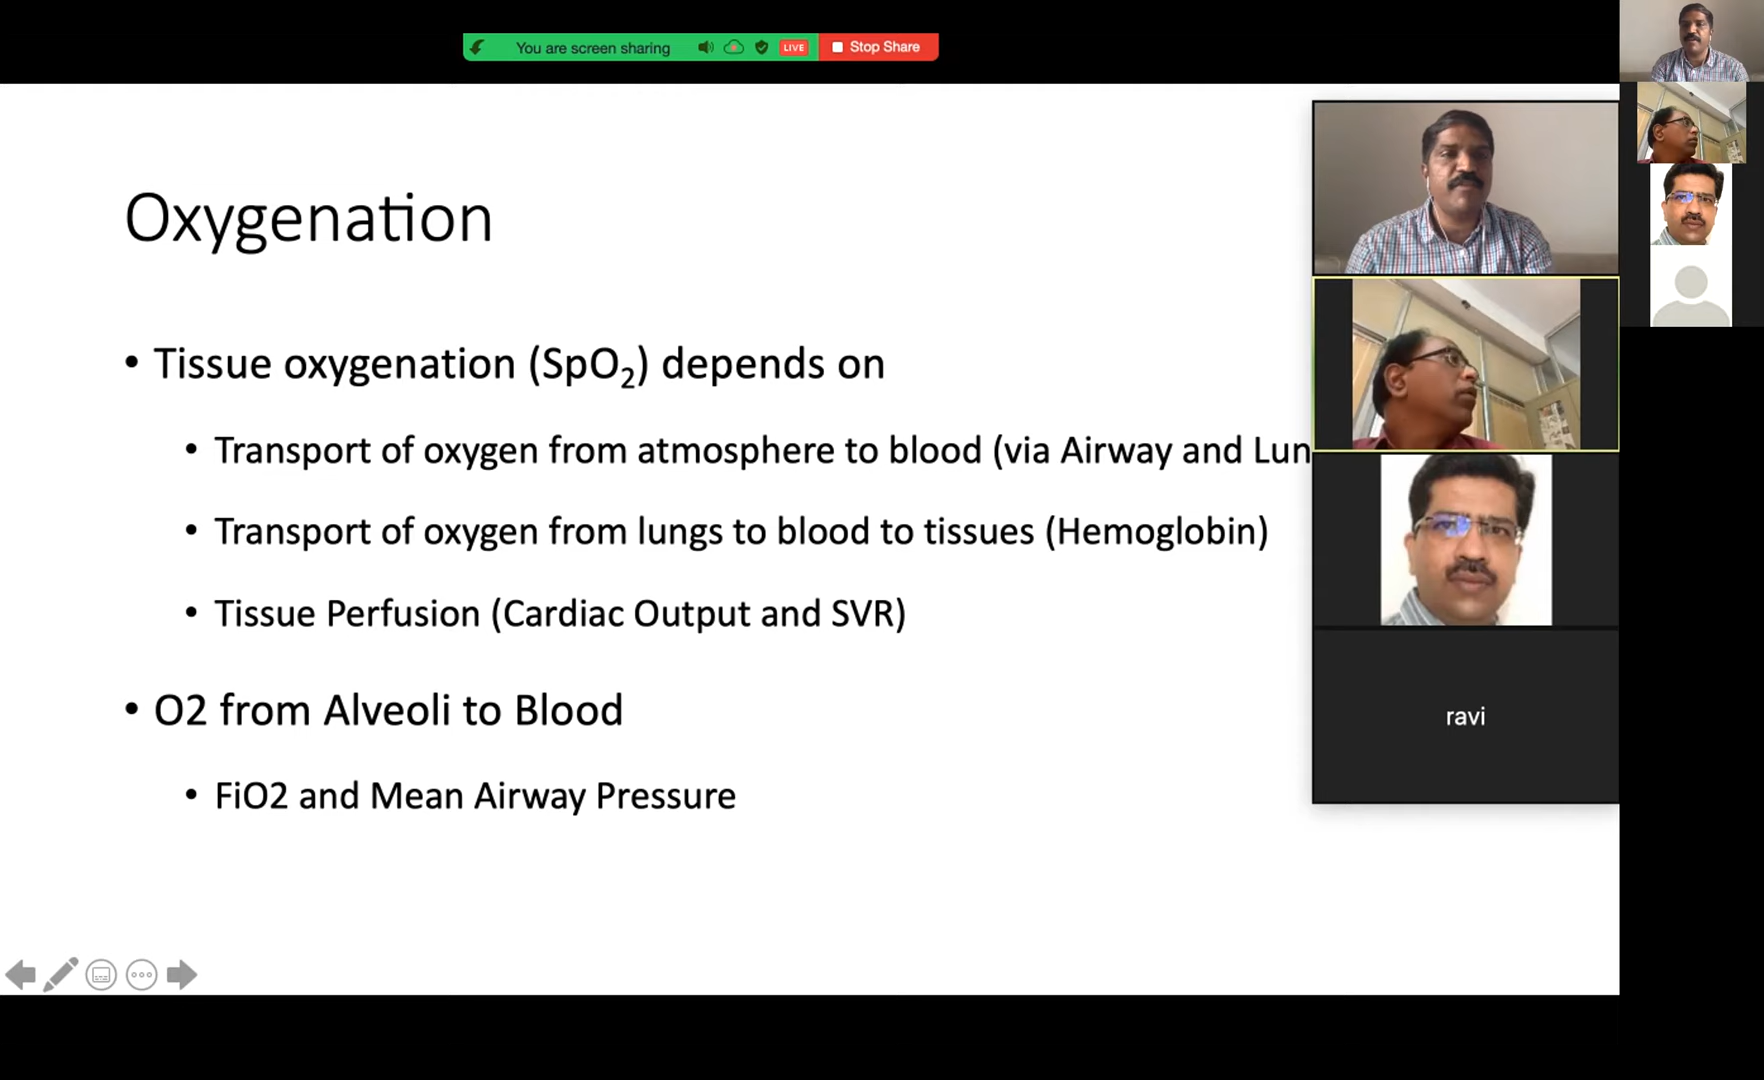 You are screen sharing
LIVE
Stop Share
Oxygenation
• Tissue oxygenation (SpO₂) depends on
• Transport of oxygen from atmosphere to blood (via Airway and Lun
• Transport of oxygen from lungs to blood to tissues (Hemoglobin)
• Tissue Perfusion (Cardiac Output and SVR)
• O2 from Alveoli to Blood
• FiO2 and Mean Airway Pressure
ravi